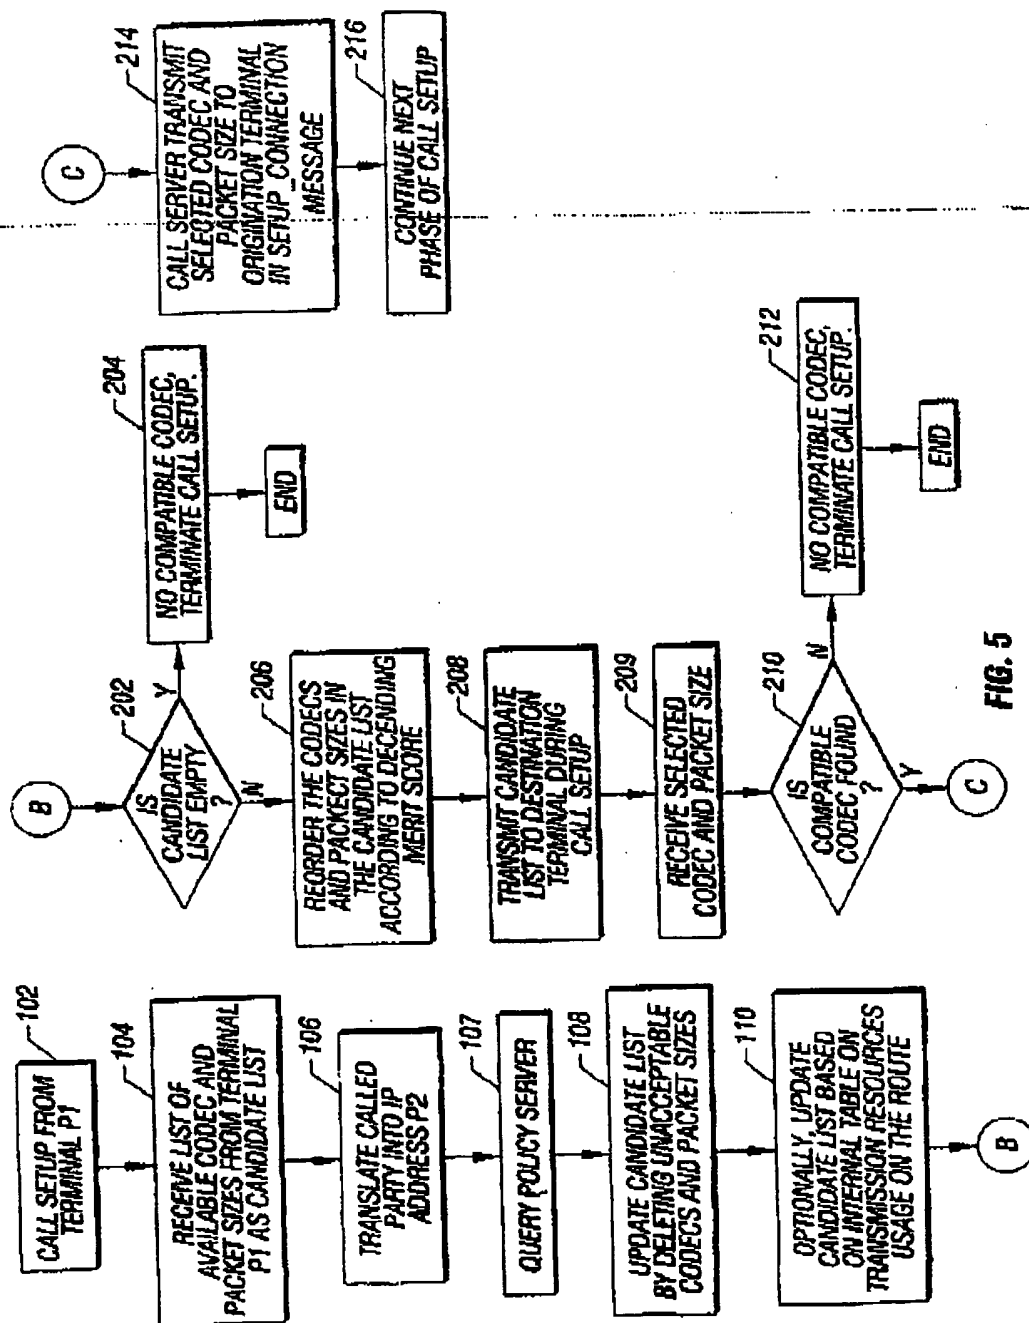 102
CALL SETUP FROM
TERMINAL P1
104
RECEIVE LIST OF
AVAILABLE CODEC AND
PACKET SIZES FROM TERMINAL
P1 AS CANDIDATE LIST
106
TRANSLATE CALLED
PARTY INTO IP
ADDRESS P2
107
QUERY POLICY SERVER
108
UPDATE CANDIDATE LIST
BY DELETING UNACCEPTABLE
CODECS AND PACKET SIZES
110
OPTIONALLY, UPDATE
CANDIDATE LIST BASED
ON INTERNAL TABLE ON
TRANSMISSION RESOURCES
USAGE ON THE ROUTE
B
B
202
IS
CANDIDATE
LIST EMPTY
?
Y
N
204
NO COMPATIBLE CODEC,
TERMINATE CALL SETUP.
END
206
REORDER THE CODECS
AND PACKECT SIZES IN
THE CANDIDATE LIST
ACCORDING TO DECENDING
MERIT SCORE
208
TRANSMIT CANDIDATE
LIST TO DESTINATION
TERMINAL DURING
CALL SETUP
209
RECEIVE SELECTED
CODEC AND PACKET SIZE
210
IS
COMPATIBLE
CODEC FOUND
?
N
Y
212
NO COMPATIBLE CODEC,
TERMINATE CALL SETUP.
END
C
C
214
CALL SERVER TRANSMIT
SELECTED CODEC AND
PACKET SIZE TO
ORIGINATION TERMINAL
IN SETUP_CONNECTION
MESSAGE
216
CONTINUE NEXT
PHASE OF CALL SETUP
FIG. 5